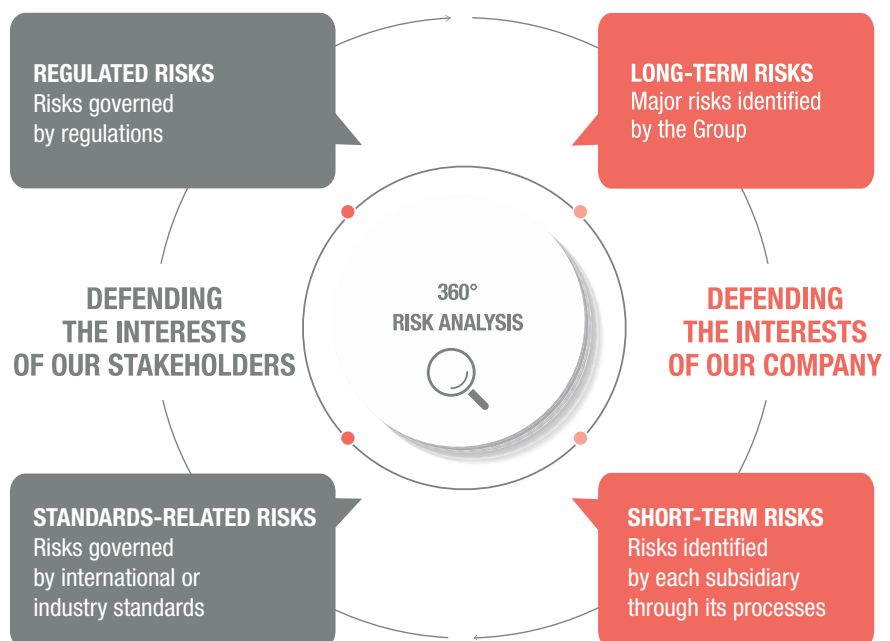 REGULATED RISKS
Risks governed
by regulations
LONG-TERM RISKS
Major risks identified
by the Group
DEFENDING
THE INTERESTS
OF OUR STAKEHOLDERS
360°
RISK ANALYSIS
DEFENDING
THE INTERESTS
OF OUR COMPANY
STANDARDS-RELATED RISKS
Risks governed
by international or
industry standards
SHORT-TERM RISKS
Risks identified
by each subsidiary
through its processes